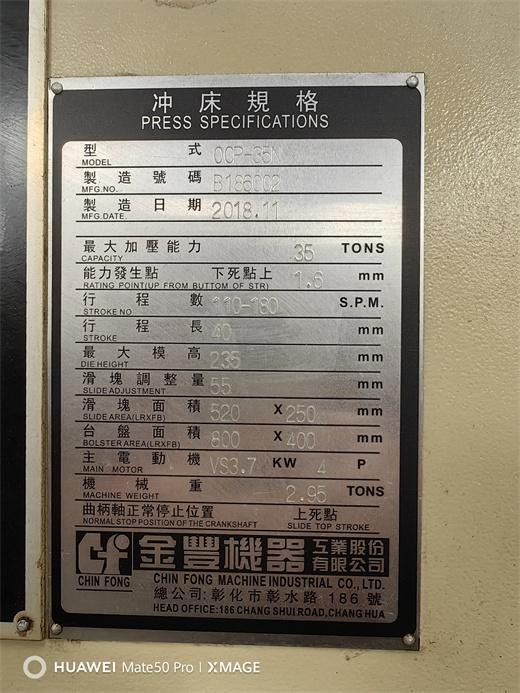 冲床規格
PRESS SPECIFICATIONS
型式 OCP-35N
MODEL
製造號碼 B186002
MFG.NO.
製造日期 2018.11
MFG.DATE.
最大加壓能力 35 TONS
CAPACITY
能力發生點 下死點上 1.6 mm
RATING POINT(UP FROM BUTTOM OF STR)
行程數 110-180 S.P.M.
STROKE NO
行程長 40 mm
STROKE
最大模高 235 mm
DIE HEIGHT
滑塊調整量 55 mm
SLIDE ADJUSTMENT
滑塊面積 520 X 250 mm
SLIDE AREA(LRXFB)
台盤面積 800 X 400 mm
BOLSTER AREA(LRXFB)
主電動機 VS3.7 KW 4 P
MAIN MOTOR
機械重 2.95 TONS
MACHINE WEIGHT
曲柄軸正常停止位置 上死點
NORMAL STOP POSITION OF THE CRANKSHAFT SLIDE TOP STROKE
金豐機器 工業股份有限公司
CHIN FONG CHIN FONG MACHINE INDUSTRIAL CO., LTD.
總公司:彰化市彰水路186號
HEAD OFFICE:186 CHANG SHUI ROAD, CHANG HUA
HUAWEI Mate50 Pro | XMAGE